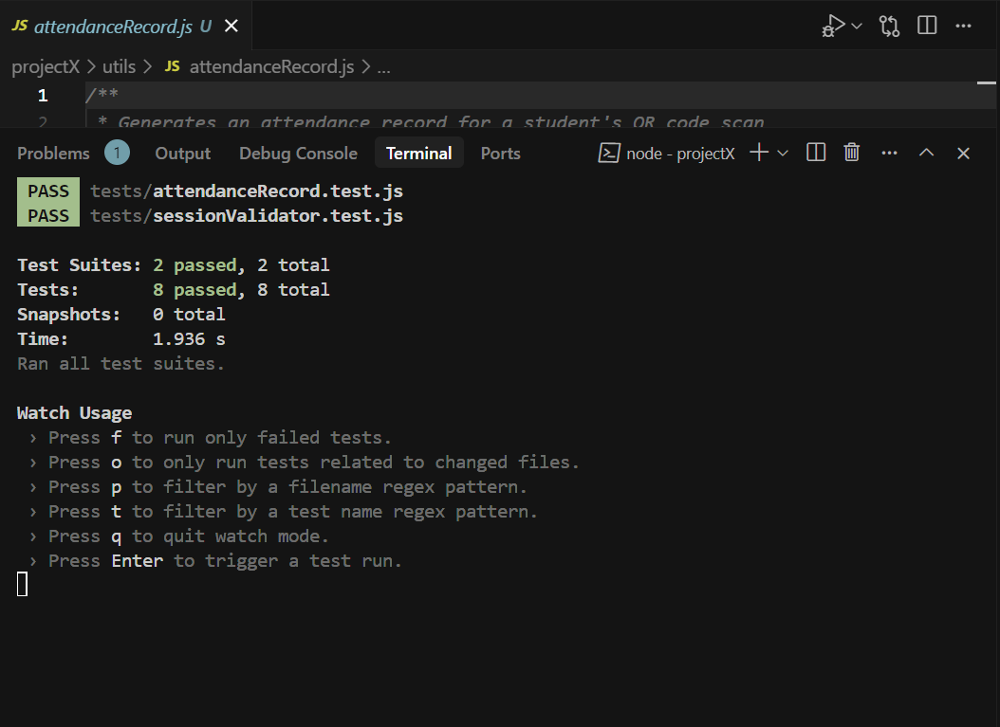 JS attendanceRecord.js U
projectX > utils > JS attendanceRecord.js > ...
1 /**
2 * Generates an attendance record for a student's QR code scan
Problems 1 Output Debug Console Terminal Ports node - projectX
PASS tests/attendanceRecord.test.js
PASS tests/sessionValidator.test.js
Test Suites: 2 passed, 2 total
Tests: 8 passed, 8 total
Snapshots: 0 total
Time: 1.936 s
Ran all test suites.
Watch Usage
› Press f to run only failed tests.
› Press o to only run tests related to changed files.
› Press p to filter by a filename regex pattern.
› Press t to filter by a test name regex pattern.
› Press q to quit watch mode.
› Press Enter to trigger a test run.